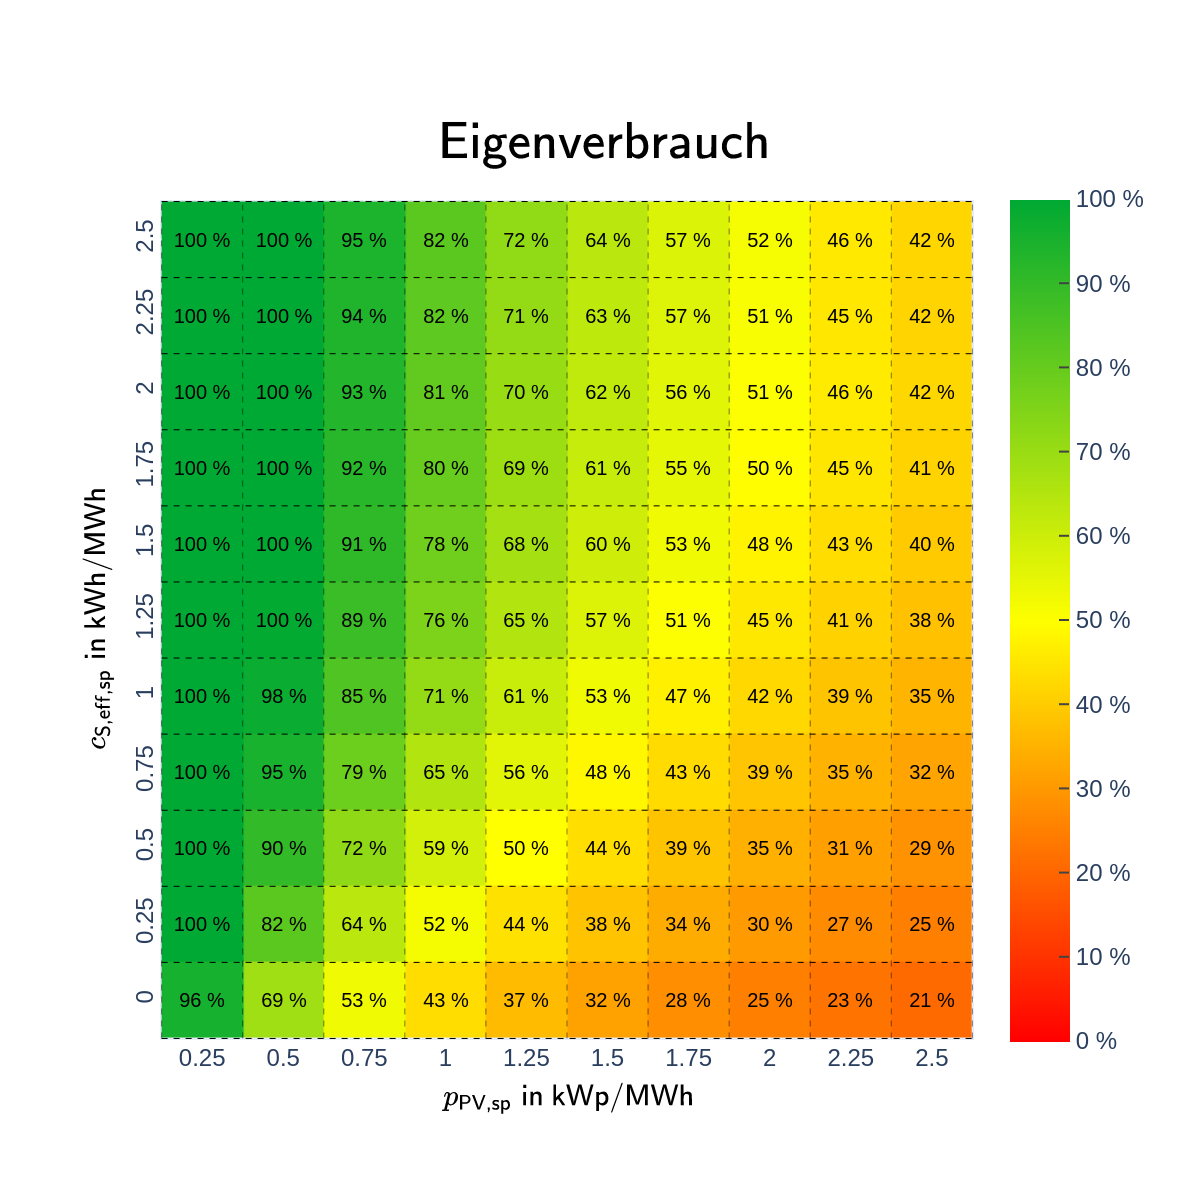 Eigenverbrauch
2.5 100 % 100 % 95 % 82 % 72 % 64 % 57 % 52 % 46 % 42 %
2.25 100 % 100 % 94 % 82 % 71 % 63 % 57 % 51 % 45 % 42 %
2 100 % 100 % 93 % 81 % 70 % 62 % 56 % 51 % 46 % 42 %
1.75 100 % 100 % 92 % 80 % 69 % 61 % 55 % 50 % 45 % 41 %
1.5 100 % 100 % 91 % 78 % 68 % 60 % 53 % 48 % 43 % 40 %
1.25 100 % 100 % 89 % 76 % 65 % 57 % 51 % 45 % 41 % 38 %
1 100 % 98 % 85 % 71 % 61 % 53 % 47 % 42 % 39 % 35 %
0.75 100 % 95 % 79 % 65 % 56 % 48 % 43 % 39 % 35 % 32 %
0.5 100 % 90 % 72 % 59 % 50 % 44 % 39 % 35 % 31 % 29 %
0.25 100 % 82 % 64 % 52 % 44 % 38 % 34 % 30 % 27 % 25 %
0 96 % 69 % 53 % 43 % 37 % 32 % 28 % 25 % 23 % 21 %
0.25 0.5 0.75 1 1.25 1.5 1.75 2 2.25 2.5
p PV,sp in kWp/MWh
c S,eff,sp in kWh/MWh
100 %
90 %
80 %
70 %
60 %
50 %
40 %
30 %
20 %
10 %
0 %